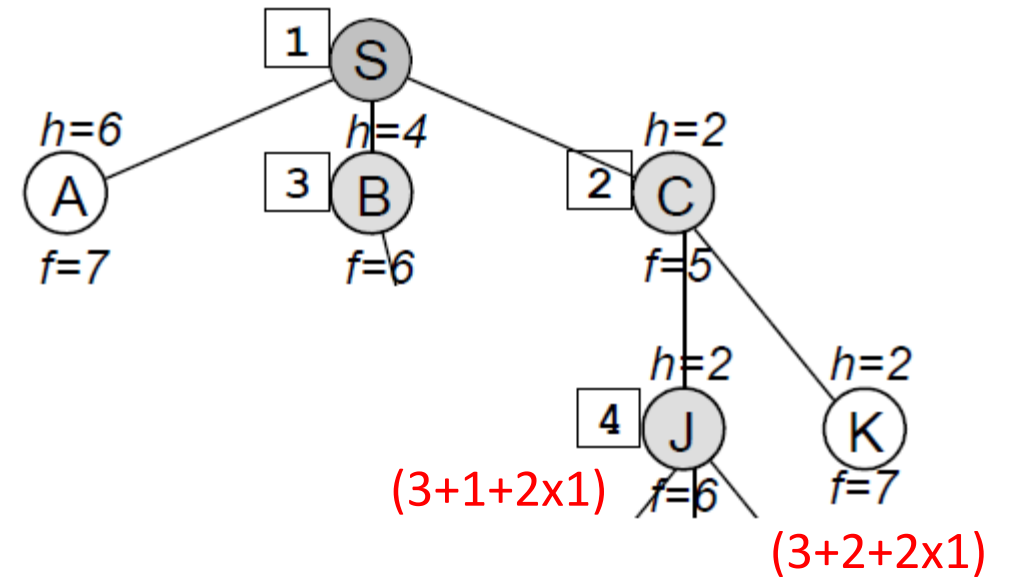 1
S
h=6
h=4
h=2
A
3
B
2
C
f=7
f=6
f=5
h=2
h=2
4
J
K
(3+1+2x1)
f=6
f=7
(3+2+2x1)